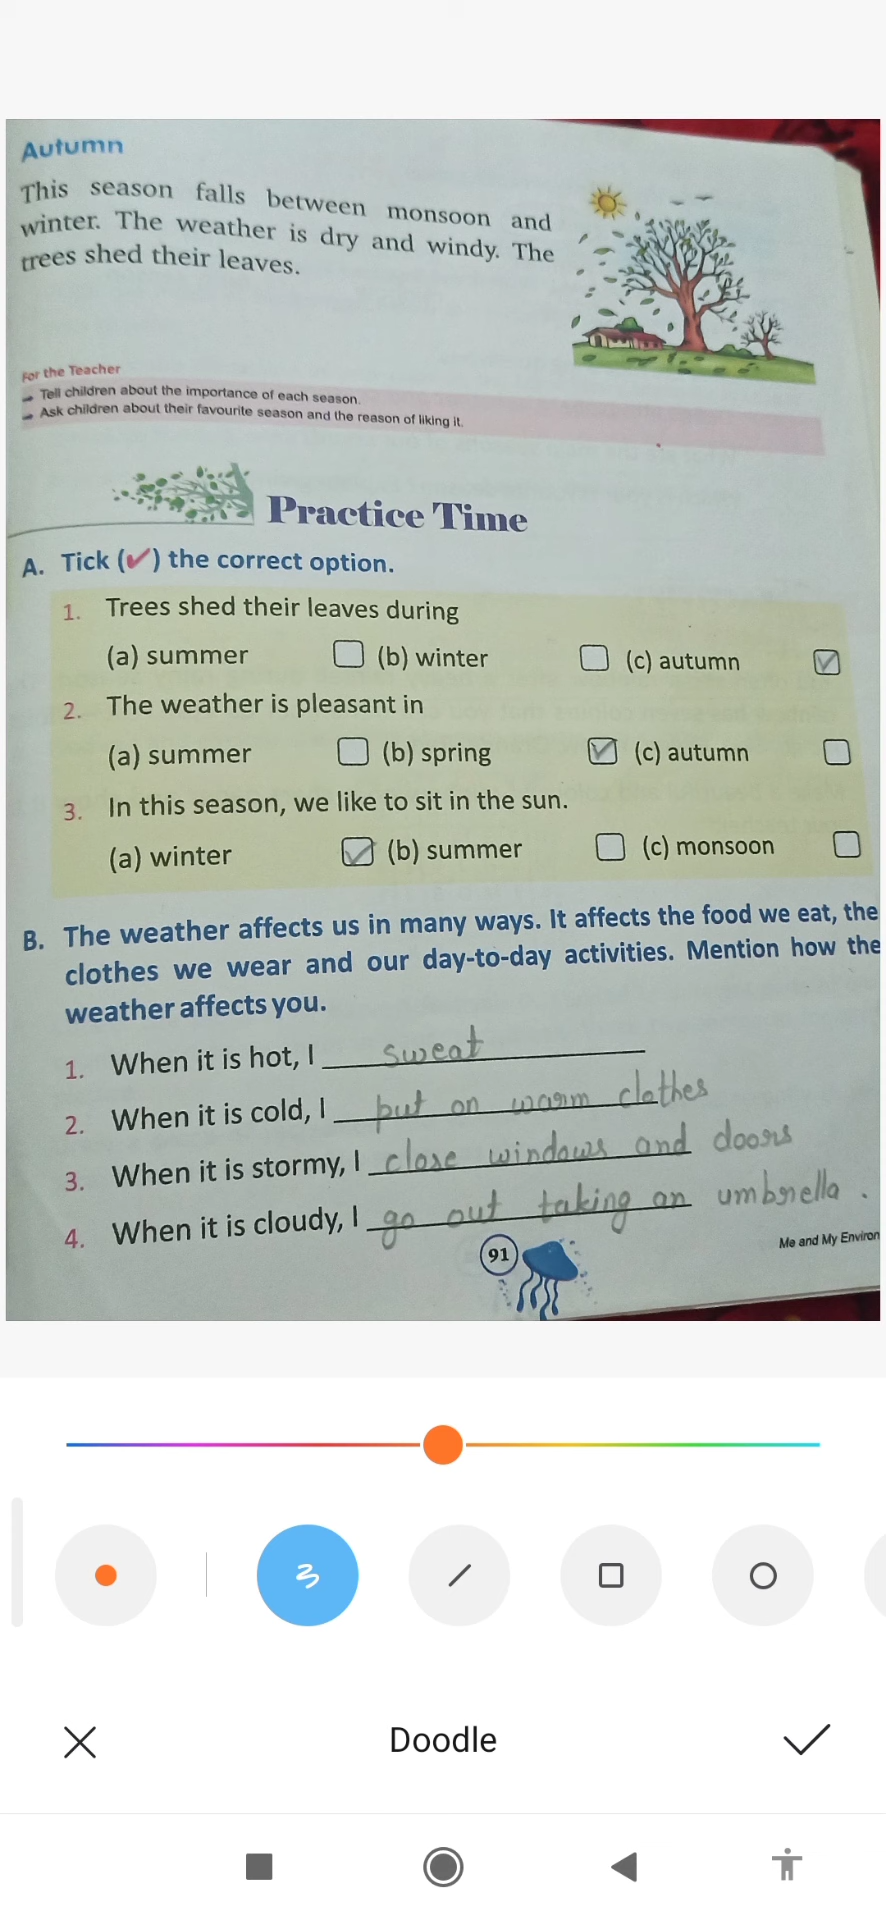 Autumn
This season falls between monsoon and
winter. The weather is dry and windy. The
trees shed their leaves.
For the Teacher
Tell children about the importance of each season.
Ask children about their favourite season and the reason of liking it.
Practice Time
A. Tick (✔) the correct option.
1. Trees shed their leaves during
(a) summer (b) winter (c) autumn
2. The weather is pleasant in
(a) summer (b) spring (c) autumn
3. In this season, we like to sit in the sun.
(a) winter (b) summer (c) monsoon
B. The weather affects us in many ways. It affects the food we eat, the
clothes we wear and our day-to-day activities. Mention how the
weather affects you.
1. When it is hot, I sweat
2. When it is cold, I put on warm clothes
3. When it is stormy, I close windows and doors
4. When it is cloudy, I go out taking an umbrella.
91
Me and My Environ
Doodle